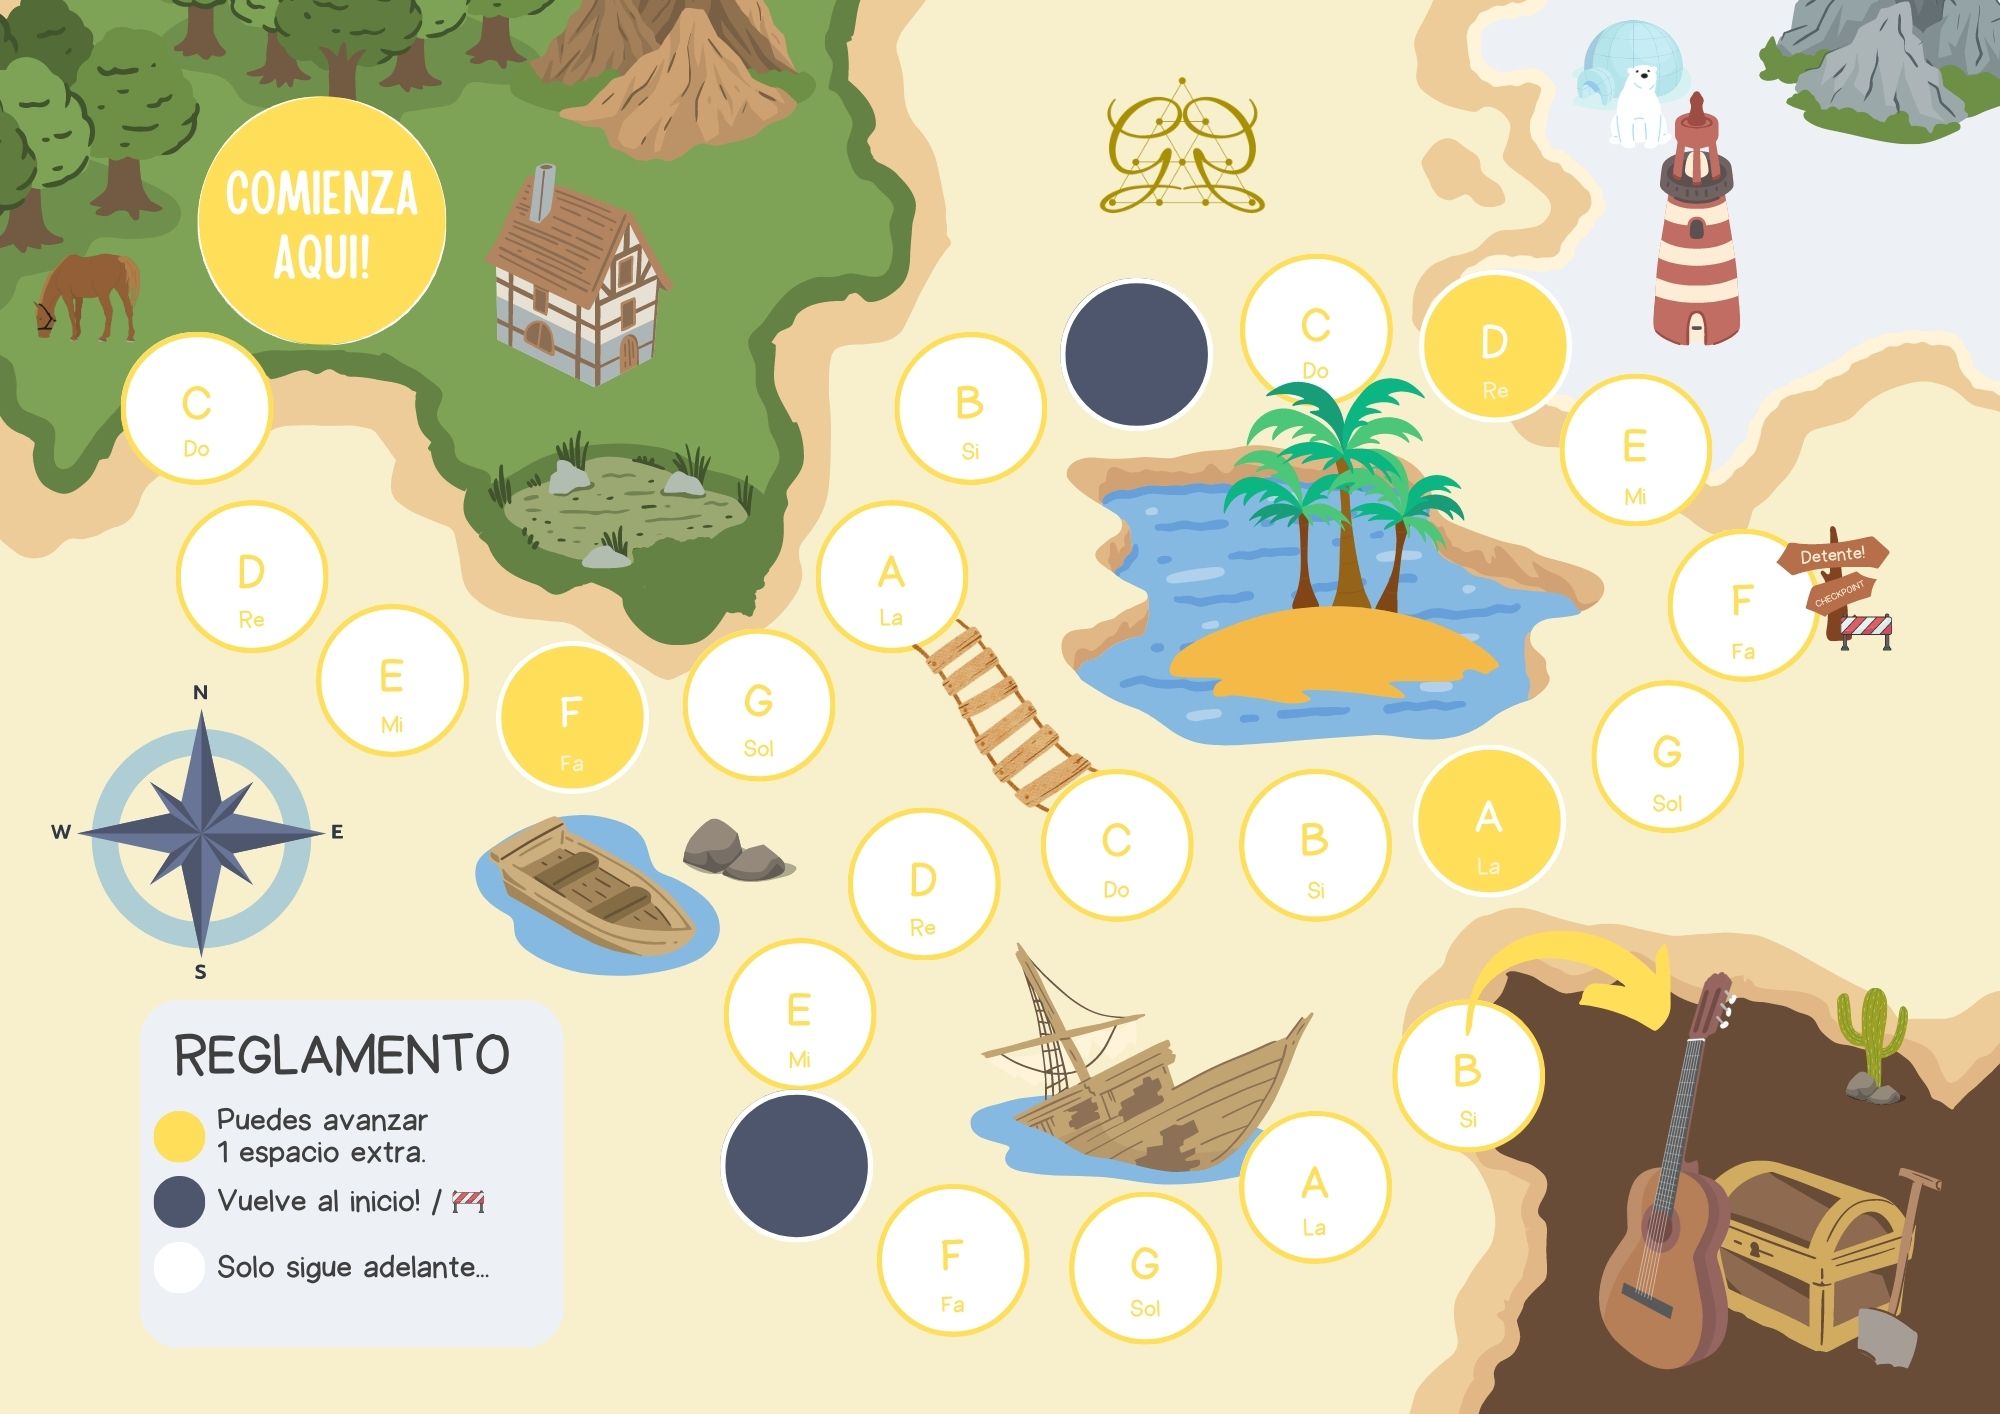 COMIENZA
AQUI!
C
Do
D
Re
E
Mi
F
Fa
G
Sol
A
La
B
Si
C
Do
D
Re
E
Mi
F
Fa
Detente!
CHECKPOINT
G
Sol
A
La
B
Si
C
Do
D
Re
E
Mi
F
Fa
G
Sol
A
La
B
Si
N
W
E
S
REGLAMENTO
Puedes avanzar
1 espacio extra.
Vuelve al inicio! /
Solo sigue adelante...